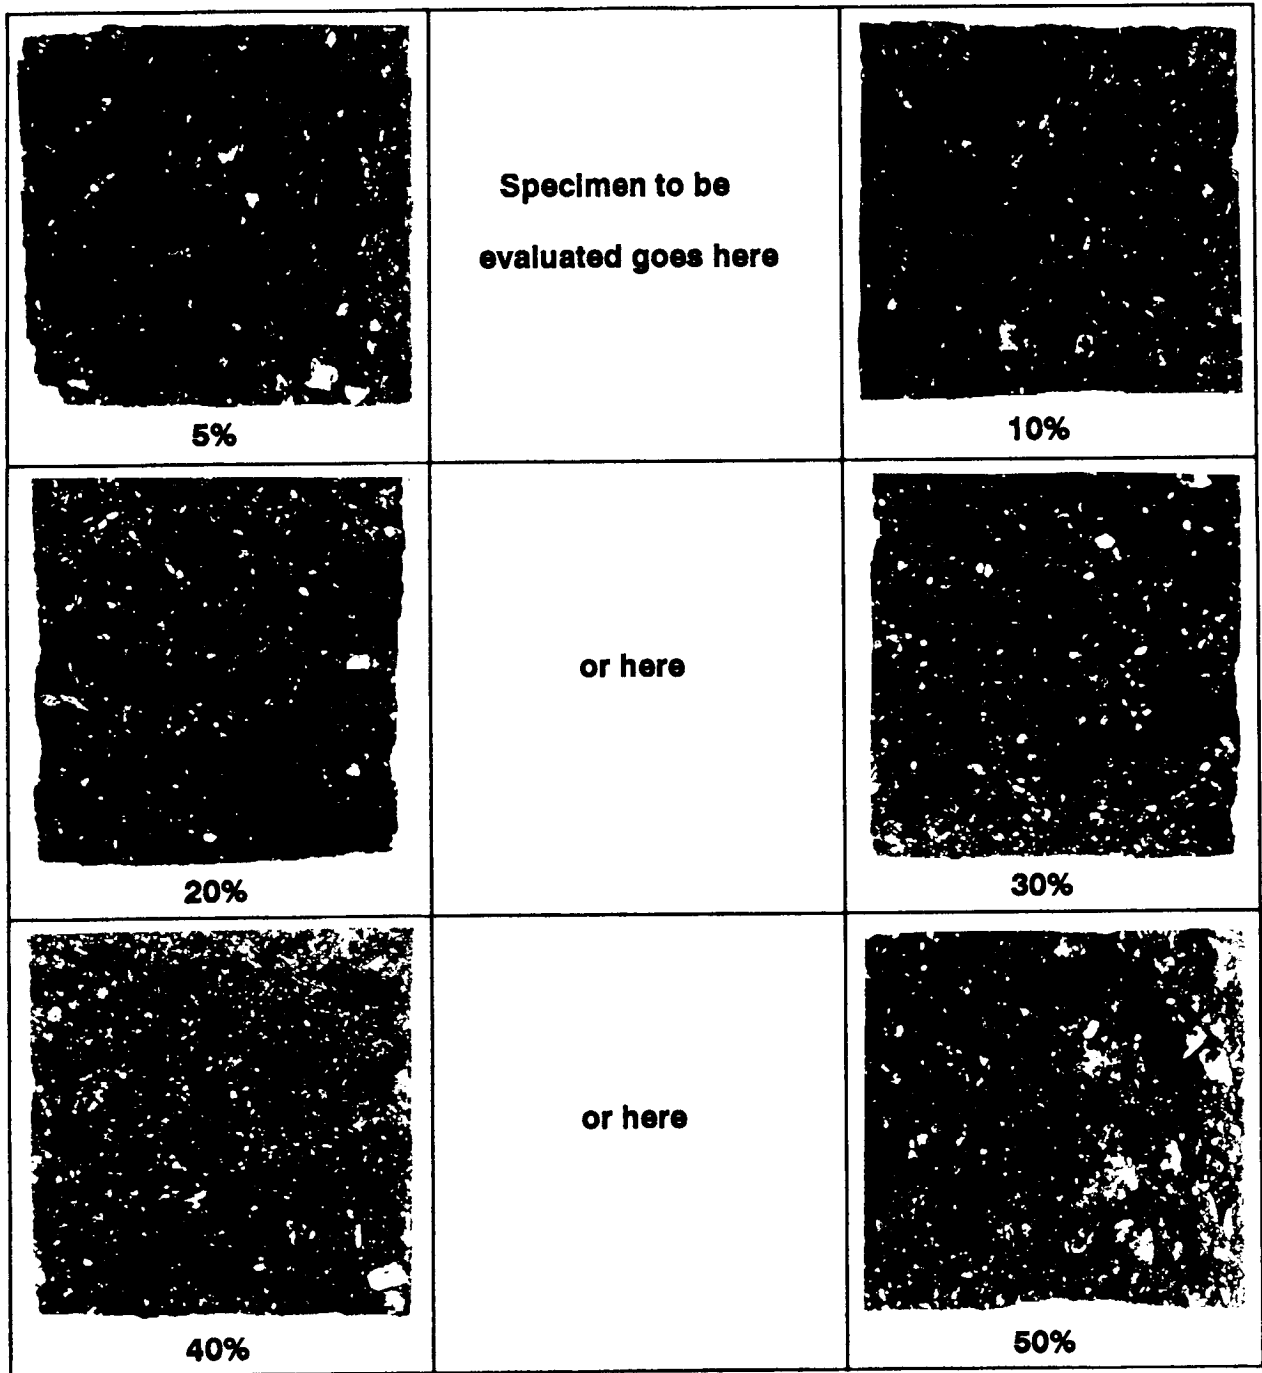 Specimen to be
evaluated goes here
5%
10%
or here
20%
30%
or here
40%
50%